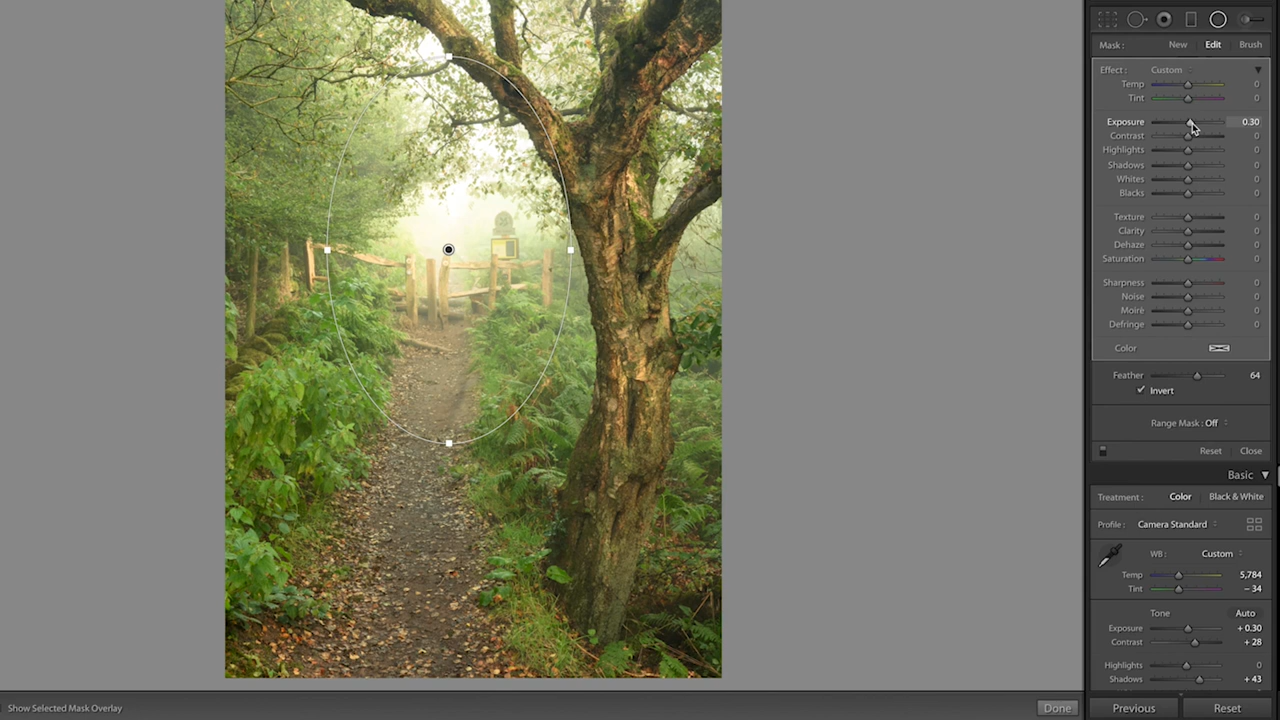 Mask : New Edit Brush
Effect : Custom
Temp 0
Tint 0
Exposure 0.30
Contrast 0
Highlights 0
Shadows 0
Whites 0
Blacks 0
Texture 0
Clarity 0
Dehaze 0
Saturation 0
Sharpness 0
Noise 0
Moiré 0
Defringe 0
Color
Feather 64
Invert
Range Mask : Off
Reset Close
Basic
Treatment : Color Black & White
Profile : Camera Standard
WB : Custom
Temp 5,784
Tint – 34
Tone Auto
Exposure + 0.30
Contrast + 28
Highlights 0
Shadows + 43
Show Selected Mask Overlay Done Previous Reset